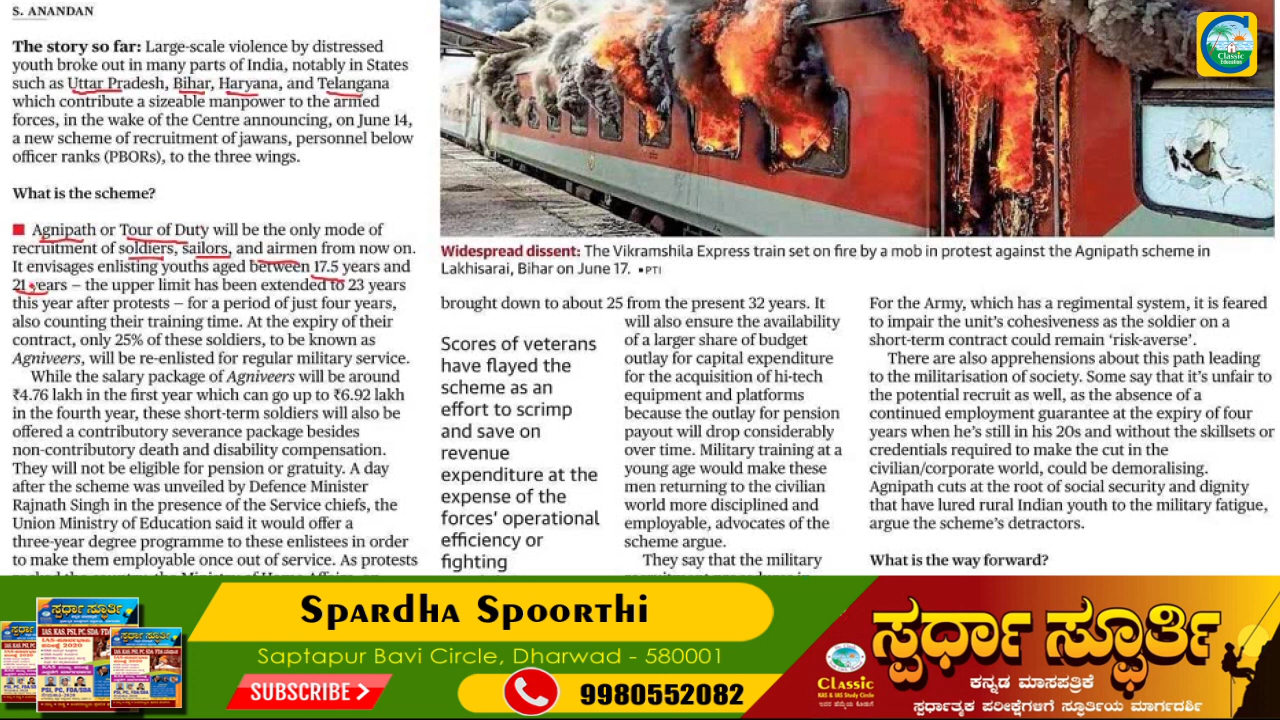 S. ANANDAN
The story so far: Large-scale violence by distressed
youth broke out in many parts of India, notably in States
such as Uttar Pradesh, Bihar, Haryana, and Telangana
which contribute a sizeable manpower to the armed
forces, in the wake of the Centre announcing, on June 14,
a new scheme of recruitment of jawans, personnel below
officer ranks (PBORs), to the three wings.
What is the scheme?
Agnipath or Tour of Duty will be the only mode of
recruitment of soldiers, sailors, and airmen from now on.
It envisages enlisting youths aged between 17.5 years and
21 years – the upper limit has been extended to 23 years
this year after protests – for a period of just four years,
also counting their training time. At the expiry of their
contract, only 25% of these soldiers, to be known as
Agniveers, will be re-enlisted for regular military service.
While the salary package of Agniveers will be around
₹4.76 lakh in the first year which can go up to ₹6.92 lakh
in the fourth year, these short-term soldiers will also be
offered a contributory severance package besides
non-contributory death and disability compensation.
They will not be eligible for pension or gratuity. A day
after the scheme was unveiled by Defence Minister
Rajnath Singh in the presence of the Service chiefs, the
Union Ministry of Education said it would offer a
three-year degree programme to these enlistees in order
to make them employable once out of service. As protests
Widespread dissent: The Vikramshila Express train set on fire by a mob in protest against the Agnipath scheme in
Lakhisarai, Bihar on June 17. •PTI
brought down to about 25 from the present 32 years. It
will also ensure the availability
of a larger share of budget
outlay for capital expenditure
for the acquisition of hi-tech
equipment and platforms
because the outlay for pension
payout will drop considerably
over time. Military training at a
young age would make these
men returning to the civilian
world more disciplined and
employable, advocates of the
scheme argue.
They say that the military
Scores of veterans
have flayed the
scheme as an
effort to scrimp
and save on
revenue
expenditure at the
expense of the
forces’ operational
efficiency or
fighting
For the Army, which has a regimental system, it is feared
to impair the unit’s cohesiveness as the soldier on a
short-term contract could remain ‘risk-averse’.
There are also apprehensions about this path leading
to the militarisation of society. Some say that it’s unfair to
the potential recruit as well, as the absence of a
continued employment guarantee at the expiry of four
years when he’s still in his 20s and without the skillsets or
credentials required to make the cut in the
civilian/corporate world, could be demoralising.
Agnipath cuts at the root of social security and dignity
that have lured rural Indian youth to the military fatigue,
argue the scheme’s detractors.
What is the way forward?
Classic
Education
Spardha Spoorthi
Saptapur Bavi Circle, Dharwad - 580001
SUBSCRIBE
9980552082
Classic
KAS & IAS Study Circle
ಸ್ಪರ್ಧಾ ಸ್ಫೂರ್ತಿ
ಕನ್ನಡ ಮಾಸಪತ್ರಿಕೆ
ಸ್ಪರ್ಧಾತ್ಮಕ ಪರೀಕ್ಷೆಗಳಿಗೆ ಸ್ಫೂರ್ತಿಯ ಮಾರ್ಗದರ್ಶಿ